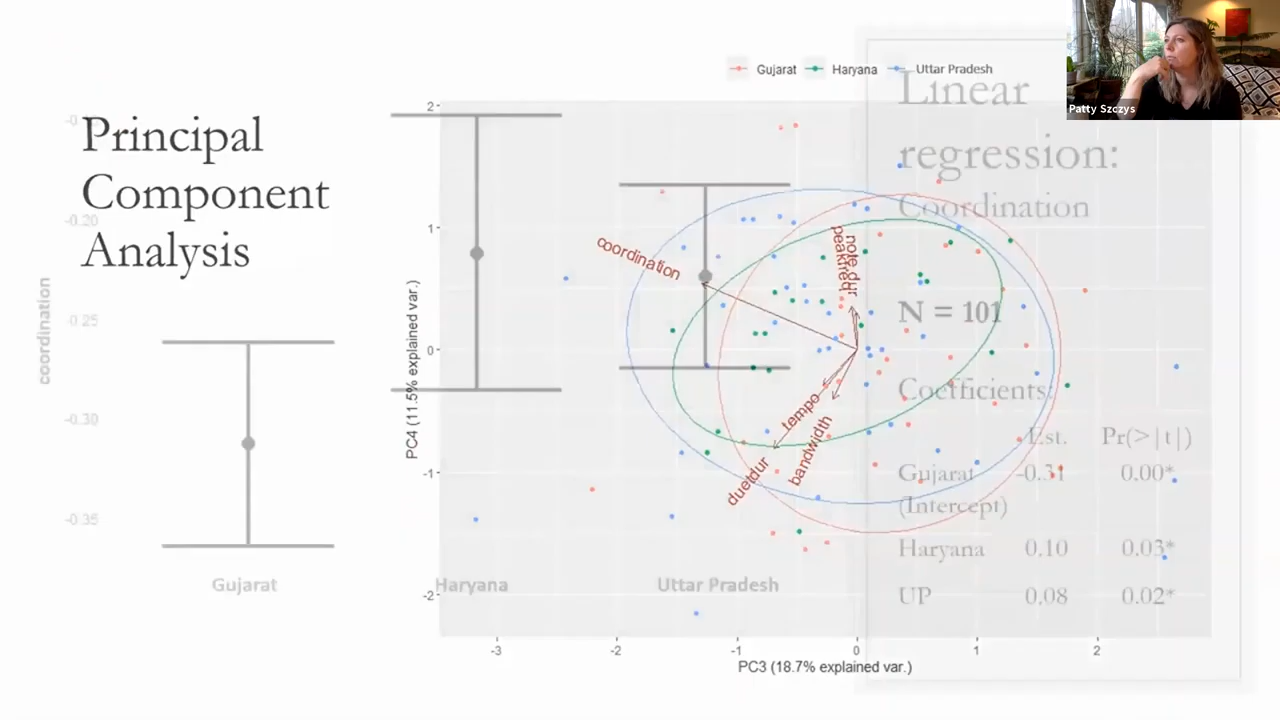 Principal
Component
Analysis
Gujarat
Haryana
Uttar Pradesh
Linear
regression:
Coordination
N = 101
Coefficients:
Est. Pr(>|t|)
Gujarat -0.31 0.00*
(Intercept)
Haryana 0.10 0.03*
UP 0.08 0.02*
Patty Szczys
coordination
-0.20
-0.25
-0.30
-0.35
Gujarat
Haryana
Uttar Pradesh
PC4 (11.5% explained var.)
2
1
0
-1
-2
coordination
note dur
peakfreq
tempo
bandwidth
duetdur
-3
-2
-1
0
1
2
PC3 (18.7% explained var.)